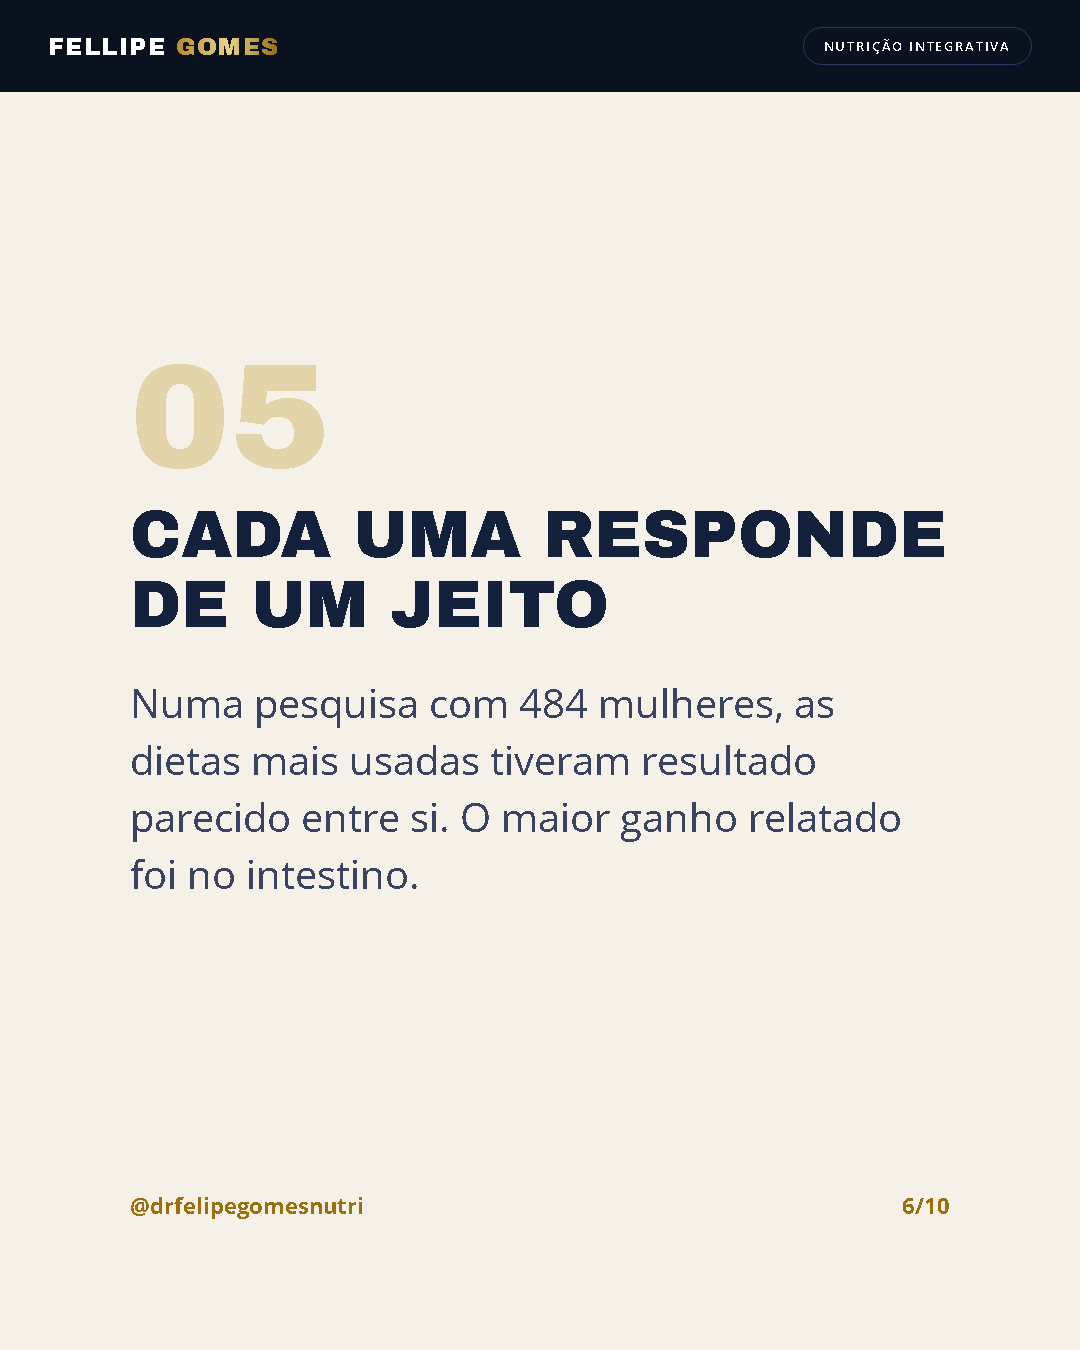 FELLIPE GOMES
NUTRIÇÃO INTEGRATIVA
05
CADA UMA RESPONDE
DE UM JEITO
Numa pesquisa com 484 mulheres, as
dietas mais usadas tiveram resultado
parecido entre si. O maior ganho relatado
foi no intestino.
@drfelipegomesnutri
6/10